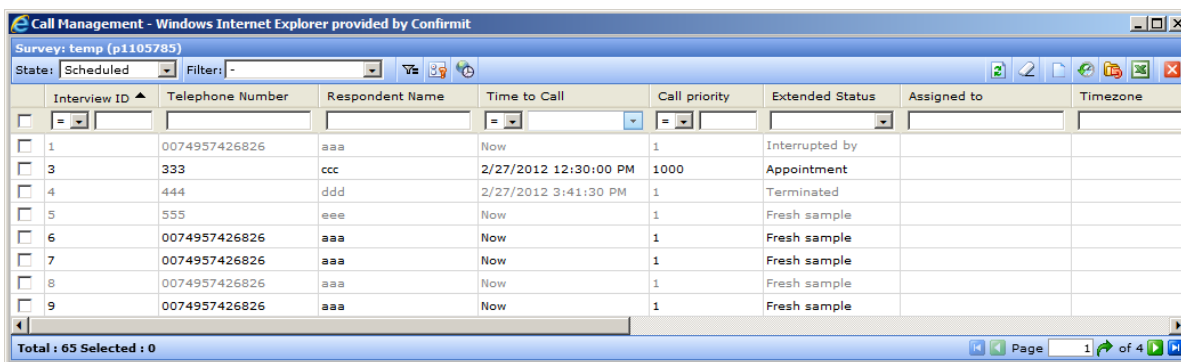 Call Management - Windows Internet Explorer provided by Confirmit
Survey: temp (p1105785)
State: Scheduled Filter: -
Interview ID Telephone Number Respondent Name Time to Call Call priority Extended Status Assigned to Timezone
= = =
1 0074957426826 aaa Now 1 Interrupted by
3 333 ccc 2/27/2012 12:30:00 PM 1000 Appointment
4 444 ddd 2/27/2012 3:41:30 PM 1 Terminated
5 555 eee Now 1 Fresh sample
6 0074957426826 aaa Now 1 Fresh sample
7 0074957426826 aaa Now 1 Fresh sample
8 0074957426826 aaa Now 1 Fresh sample
9 0074957426826 aaa Now 1 Fresh sample
Total : 65 Selected : 0 Page 1 of 4